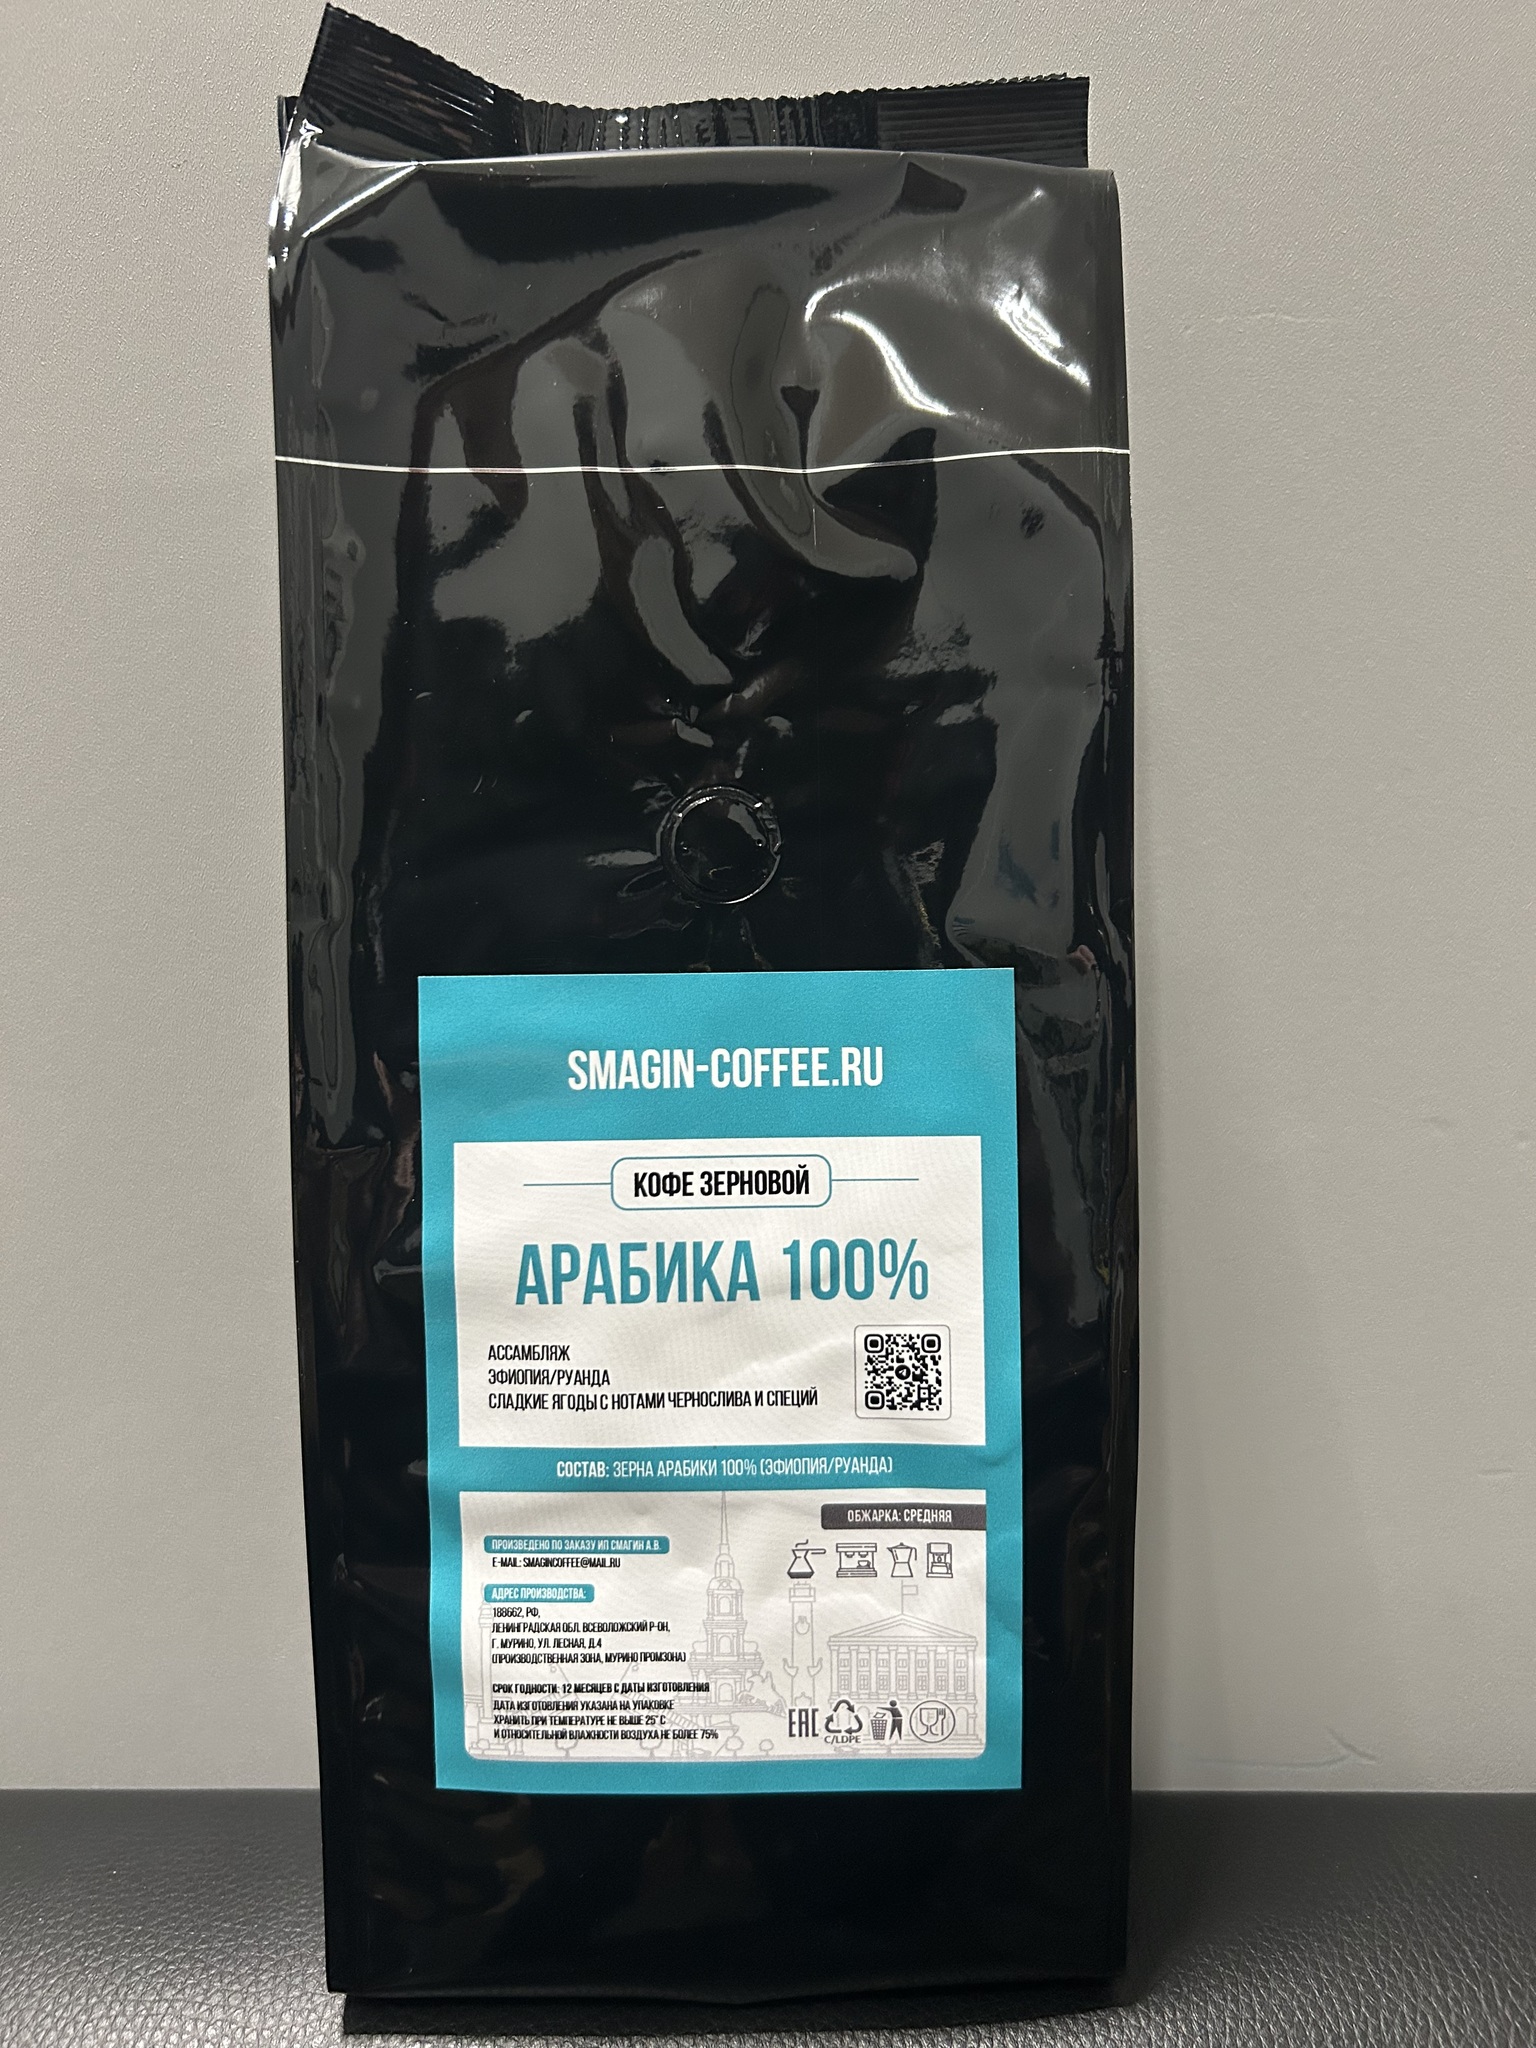 SMAGIN-COFFEE.RU
КОФЕ ЗЕРНОВОЙ
АРАБИКА 100%
АССАМБЛЯЖ
ЭФИОПИЯ/РУАНДА
СЛАДКИЕ ЯГОДЫ С НОТАМИ ЧЕРНОСЛИВА И СПЕЦИЙ
СОСТАВ: ЗЕРНА АРАБИКИ 100% (ЭФИОПИЯ/РУАНДА)
ОБЖАРКА: СРЕДНЯЯ
ПРОИЗВЕДЕНО ПО ЗАКАЗУ ИП СМАГИН А.В.
E-MAIL: SMAGINCOFFEE@MAIL.RU
АДРЕС ПРОИЗВОДСТВА:
188662, РФ,
ЛЕНИНГРАДСКАЯ ОБЛ. ВСЕВОЛОЖСКИЙ Р-ОН,
Г. МУРИНО, УЛ. ЛЕСНАЯ, Д.4
(ПРОИЗВОДСТВЕННАЯ ЗОНА, МУРИНО ПРОМЗОНА)
СРОК ГОДНОСТИ: 12 МЕСЯЦЕВ С ДАТЫ ИЗГОТОВЛЕНИЯ
ДАТА ИЗГОТОВЛЕНИЯ УКАЗАНА НА УПАКОВКЕ
ХРАНИТЬ ПРИ ТЕМПЕРАТУРЕ НЕ ВЫШЕ 25° С
И ОТНОСИТЕЛЬНОЙ ВЛАЖНОСТИ ВОЗДУХА НЕ БОЛЕЕ 75%
EAC
C/LDPE